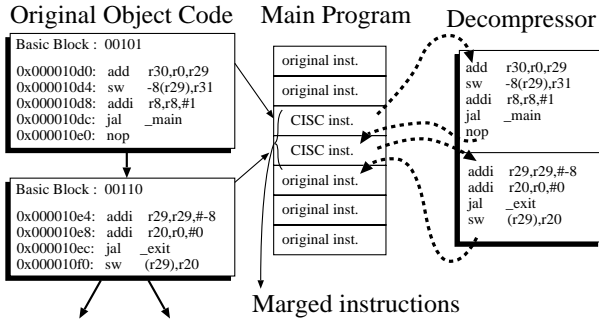 Original Object Code
Basic Block : 00101
0x000010d0: add r30,r0,r29
0x000010d4: sw -8(r29),r31
0x000010d8: addi r8,r8,#1
0x000010dc: jal _main
0x000010e0: nop
Basic Block : 00110
0x000010e4: addi r29,r29,#-8
0x000010e8: addi r20,r0,#0
0x000010ec: jal _exit
0x000010f0: sw (r29),r20
Main Program
original inst.
original inst.
CISC inst.
CISC inst.
original inst.
original inst.
original inst.
Marged instructions
Decompressor
add r30,r0,r29
sw -8(r29),r31
addi r8,r8,#1
jal _main
nop
addi r29,r29,#-8
addi r20,r0,#0
jal _exit
sw (r29),r20